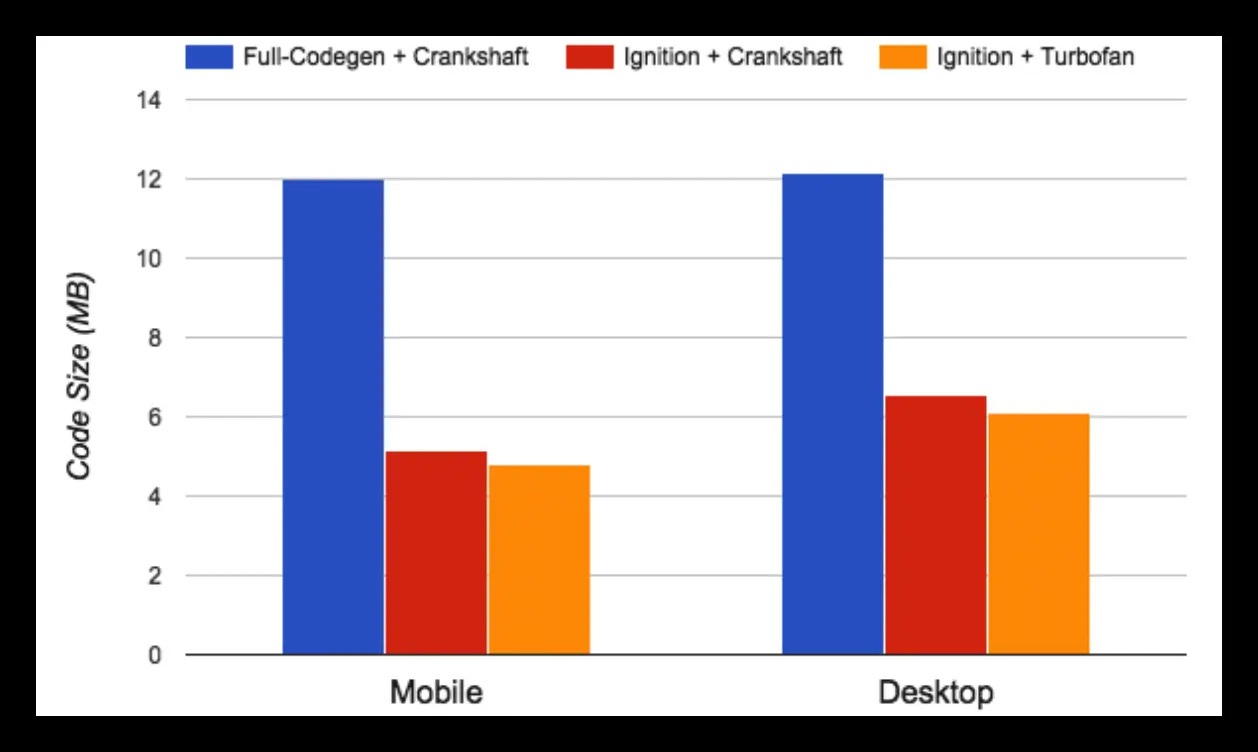 Full-Codegen + Crankshaft Ignition + Crankshaft Ignition + Turbofan
14
12
10
8
6
4
2
0
Code Size (MB)
Mobile Desktop